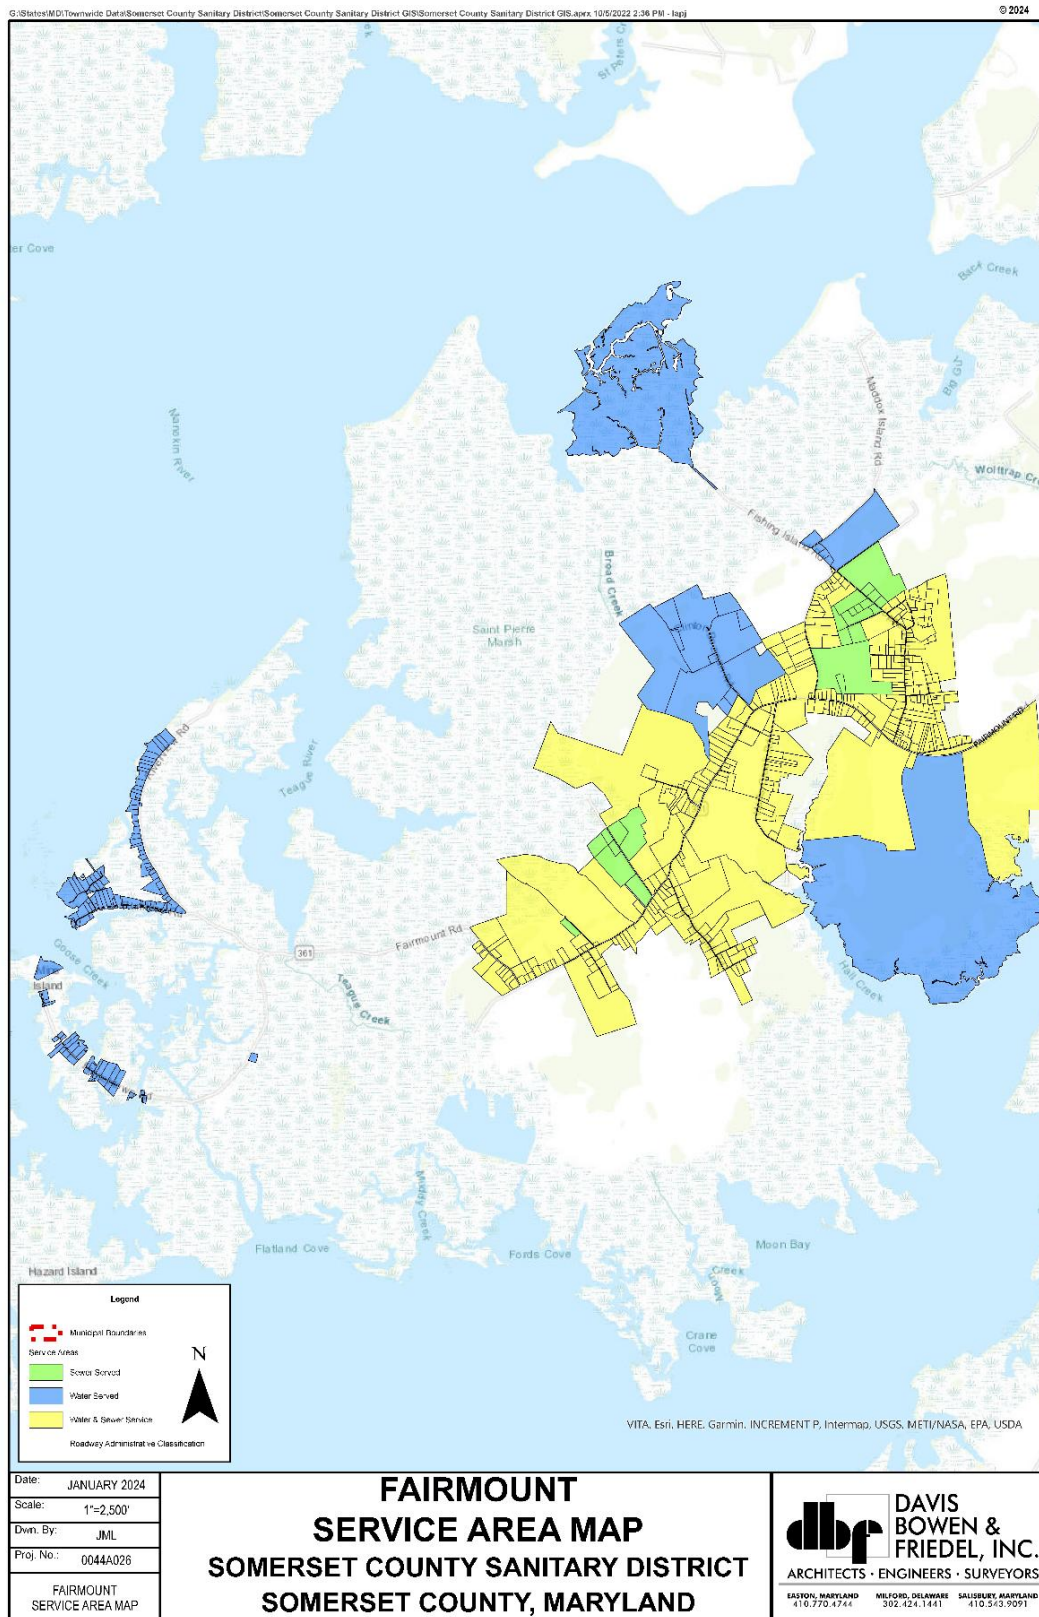 G:\States\MD\Townwide Data\Somerset County Sanitary District\Somerset County Sanitary District GIS\Somerset County Sanitary District GIS.aprx 10/5/2022 2:36 PM - lapj
© 2024
St Peters
er Cove
Back Creek
Big Gut
Manokin River
Maddox Island Rd
Wolftrap
Fishing Island Rd
Broad Creek
Saint Pierre
Marsh
Teague River
FAIRMOUNT RD
Fairmount Rd
361
Goose Creek
Island
Teague Creek
Hall Creek
Muddy Creek
Flatland Cove
Fords Cove
Moon Bay
Moon Creek
Hazard Island
Crane
Cove
Legend
Municipal Boundaries
Service Areas
Sewer Served
Water Served
Water & Sewer Service
Roadway Administrative Classification
N
VITA, Esri, HERE, Garmin, INCREMENT P, Intermap, USGS, METI/NASA, EPA, USDA
Date: JANUARY 2024
Scale: 1"=2,500'
Dwn. By: JML
Proj. No.: 0044A026
FAIRMOUNT
SERVICE AREA MAP
FAIRMOUNT
SERVICE AREA MAP
SOMERSET COUNTY SANITARY DISTRICT
SOMERSET COUNTY, MARYLAND
dbf
DAVIS
BOWEN &
FRIEDEL, INC.
ARCHITECTS · ENGINEERS · SURVEYORS
EASTON, MARYLAND MILFORD, DELAWARE SALISBURY, MARYLAND
410.770.4744 302.424.1441 410.543.9091